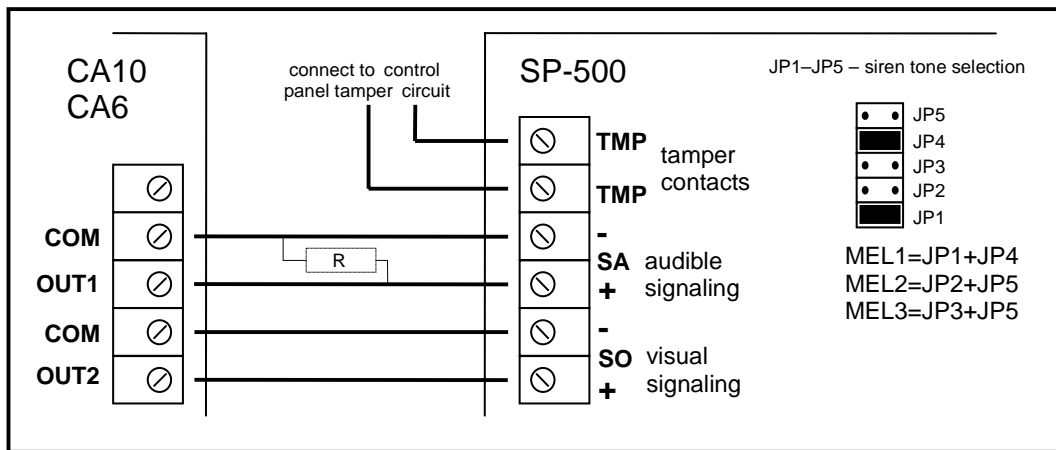 CA10
CA6
connect to control
panel tamper circuit
SP-500
JP1–JP5 – siren tone selection
JP5
JP4
JP3
JP2
JP1
TMP
TMP
tamper
contacts
COM
OUT1
COM
OUT2
R
-
SA
+
audible
signaling
-
SO
+
visual
signaling
MEL1=JP1+JP4
MEL2=JP2+JP5
MEL3=JP3+JP5